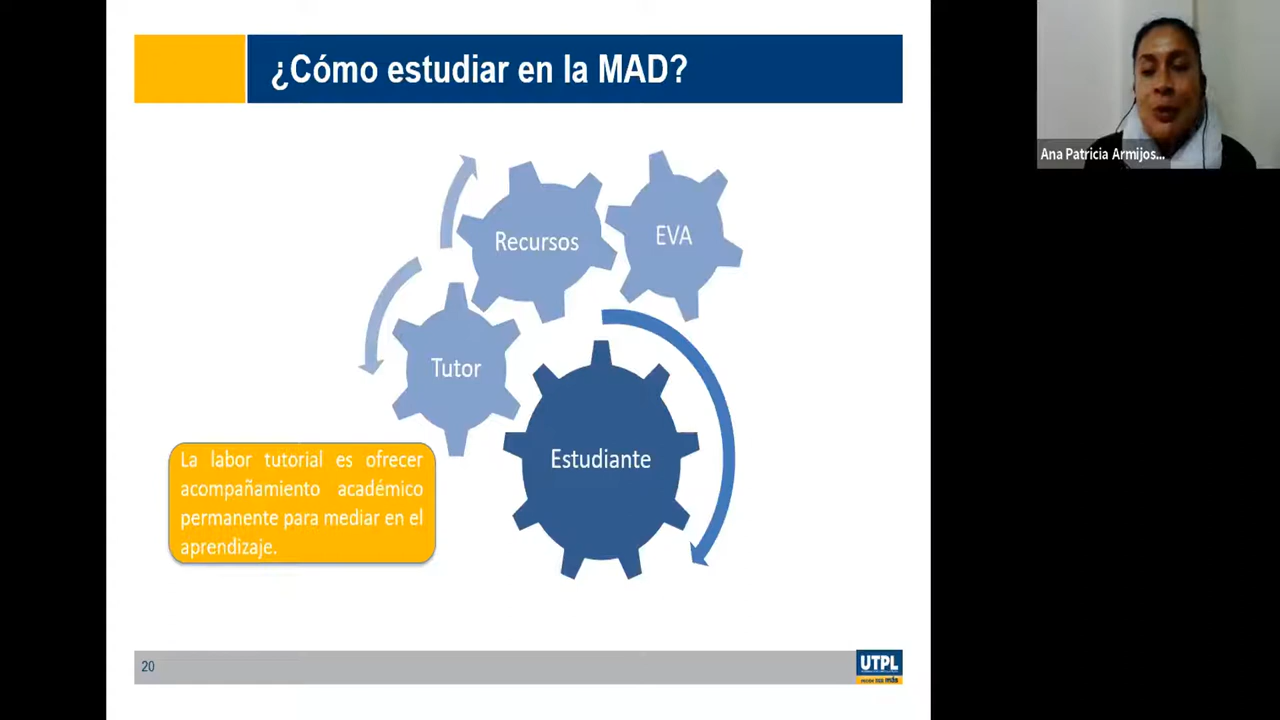 ¿Cómo estudiar en la MAD?
Ana Patricia Armijos...
Recursos
EVA
Tutor
Estudiante
La labor tutorial es ofrecer
acompañamiento académico
permanente para mediar en el
aprendizaje.
20
UTPL